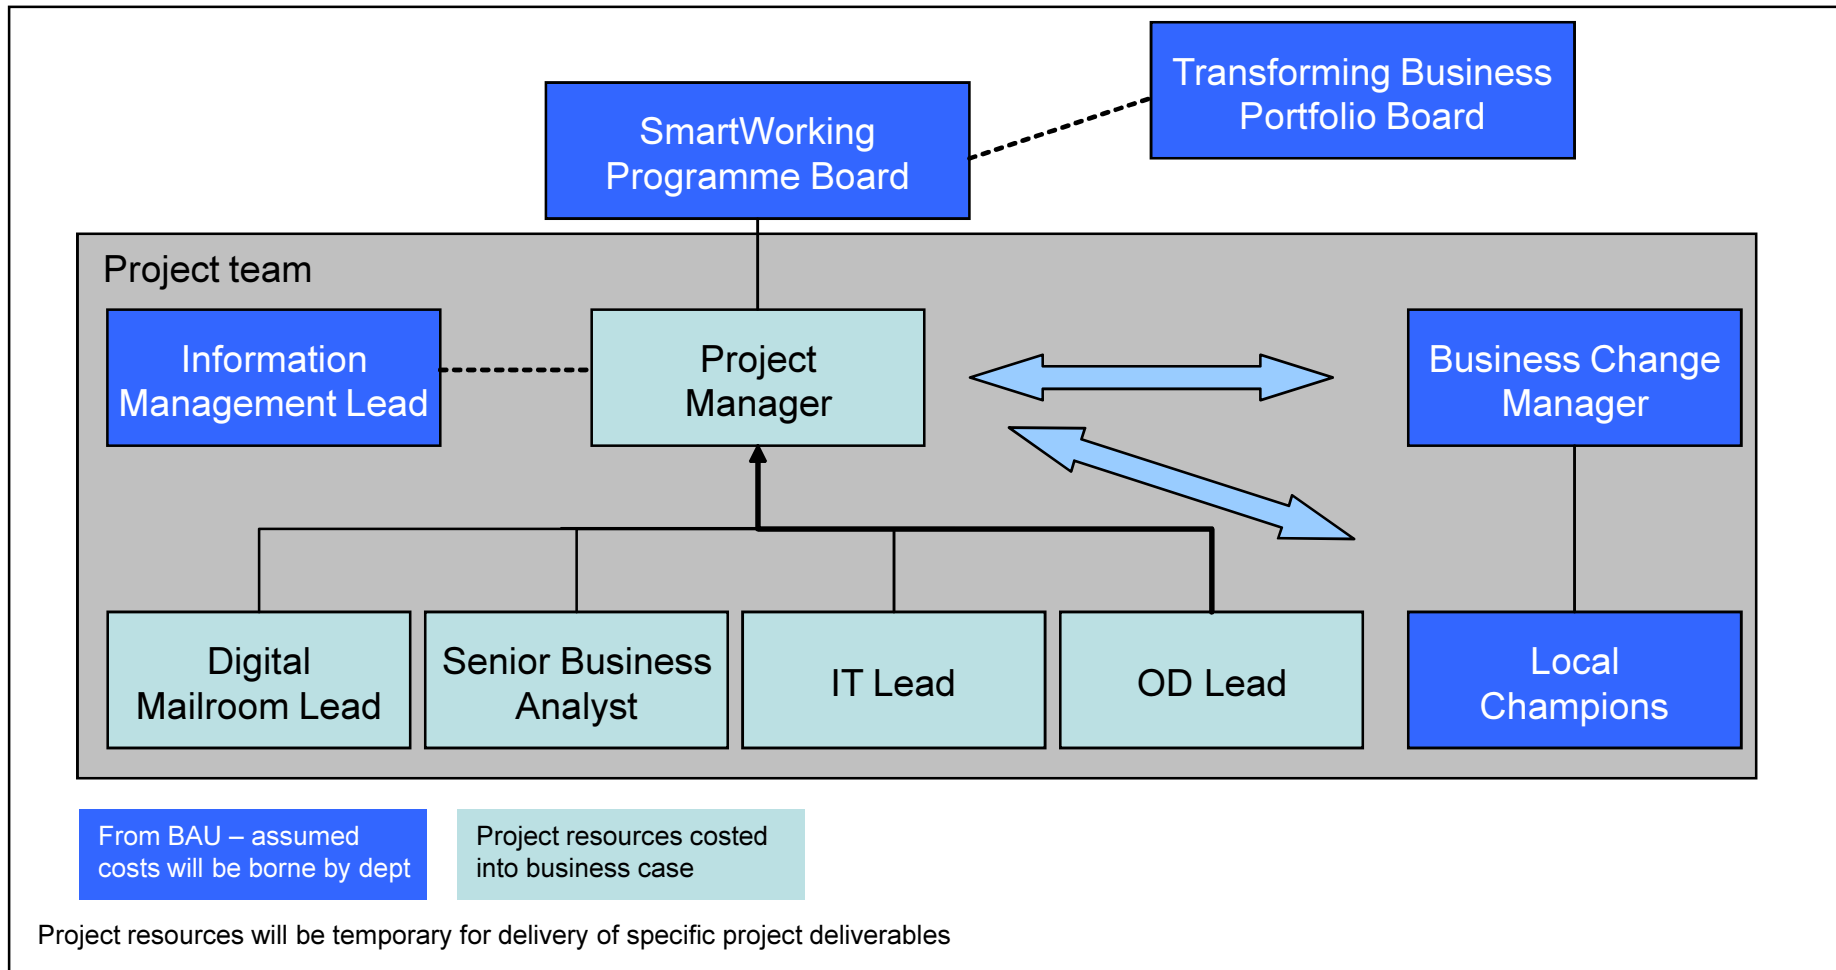 Transforming Business
Portfolio Board
SmartWorking
Programme Board
Project team
Information
Management Lead
Project
Manager
Business Change
Manager
Digital
Mailroom Lead
Senior Business
Analyst
IT Lead
OD Lead
Local
Champions
From BAU – assumed
costs will be borne by dept
Project resources costed
into business case
Project resources will be temporary for delivery of specific project deliverables